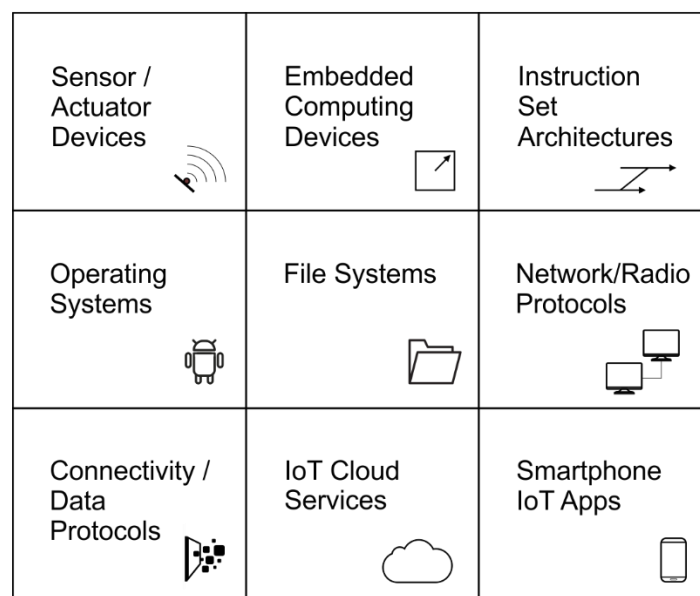 Sensor /
Actuator
Devices
Embedded
Computing
Devices
Instruction
Set
Architectures
Operating
Systems
File Systems
Network/Radio
Protocols
Connectivity /
Data
Protocols
IoT Cloud
Services
Smartphone
IoT Apps